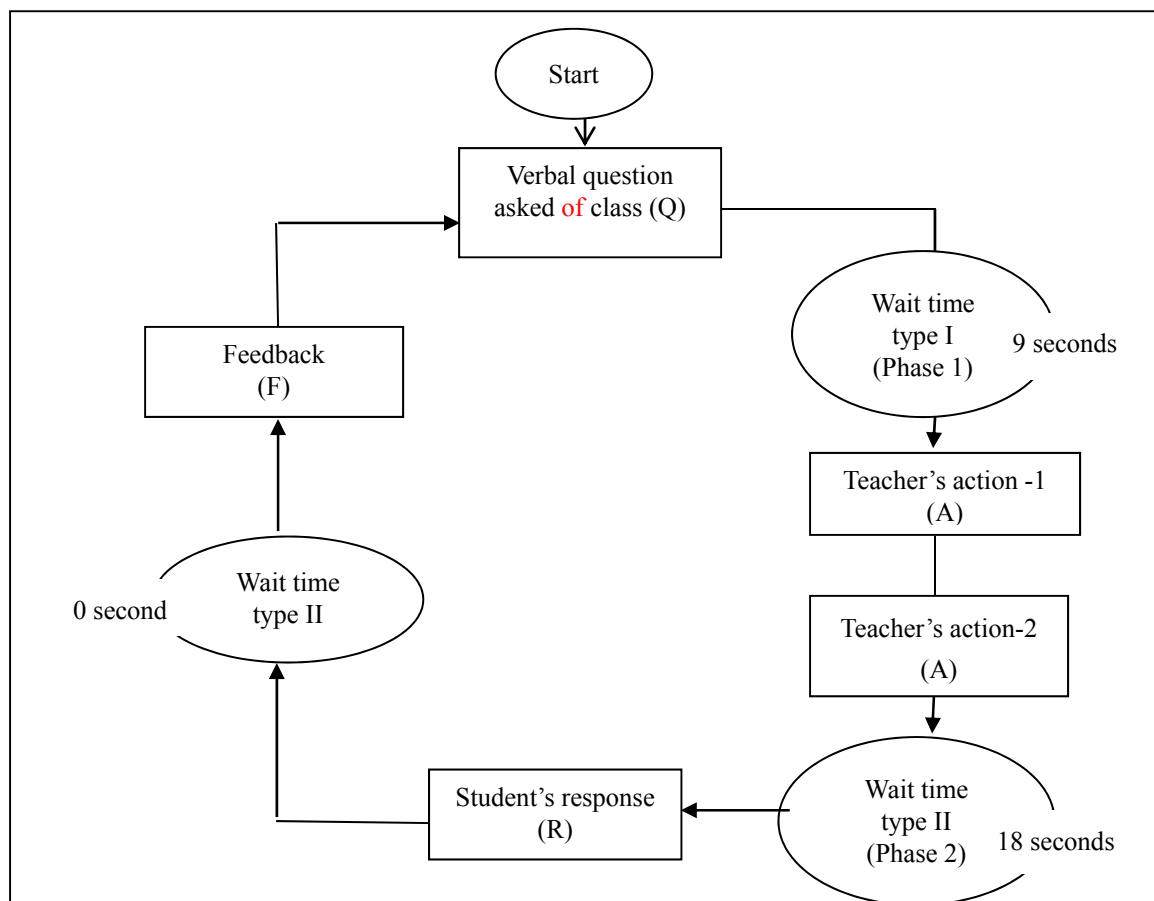 Start
Verbal question
asked of class (Q)
Wait time
type I
(Phase 1)
9 seconds
Teacher’s action -1
(A)
Teacher’s action-2
(A)
Wait time
type II
(Phase 2)
18 seconds
Student’s response
(R)
Wait time
type II
0 second
Feedback
(F)